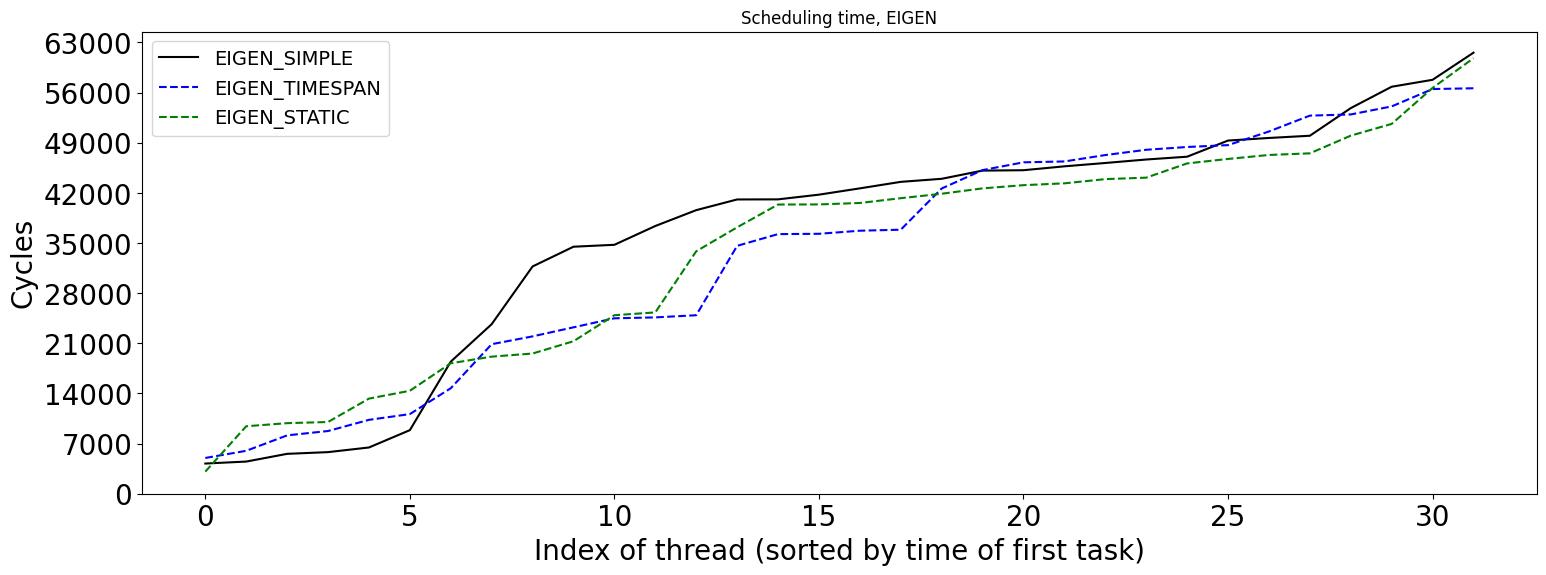 Scheduling time, EIGEN
EIGEN_SIMPLE
EIGEN_TIMESPAN
EIGEN_STATIC
63000
56000
49000
42000
35000
28000
21000
14000
7000
0
Cycles
0 5 10 15 20 25 30
Index of thread (sorted by time of first task)